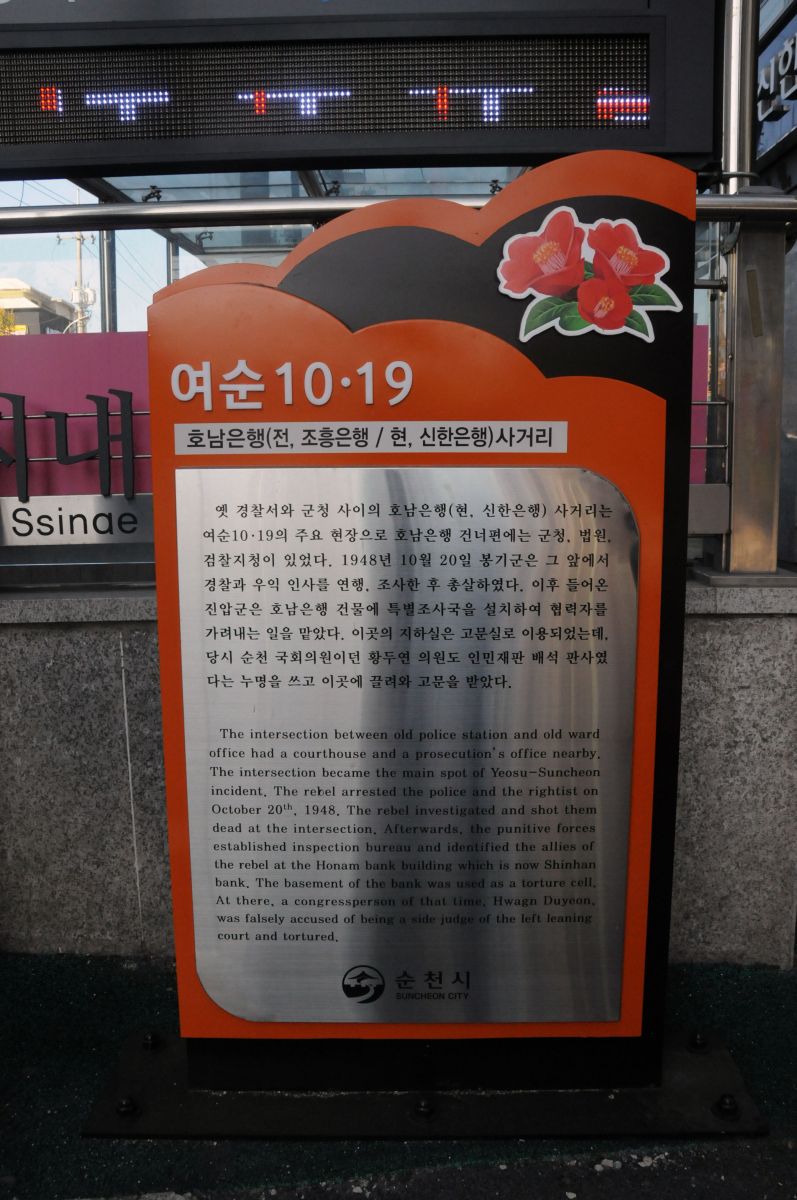 신한
지내
Ssinae
여순10·19
호남은행(전, 조흥은행 / 현, 신한은행)사거리
옛 경찰서와 군청 사이의 호남은행(현, 신한은행) 사거리는
여순10·19의 주요 현장으로 호남은행 건너편에는 군청, 법원,
검찰지청이 있었다. 1948년 10월 20일 봉기군은 그 앞에서
경찰과 우익 인사를 연행, 조사한 후 총살하였다. 이후 들어온
진압군은 호남은행 건물에 특별조사국을 설치하여 협력자를
가려내는 일을 맡았다. 이곳의 지하실은 고문실로 이용되었는데,
당시 순천 국회의원이던 황두연 의원도 인민재판 배석 판사였
다는 누명을 쓰고 이곳에 끌려와 고문을 받았다.
The intersection between old police station and old ward
office had a courthouse and a prosecution's office nearby.
The intersection became the main spot of Yeosu-Suncheon
incident. The rebel arrested the police and the rightist on
October 20th, 1948. The rebel investigated and shot them
dead at the intersection. Afterwards, the punitive forces
established inspection bureau and identified the allies of
the rebel at the Honam bank building which is now Shinhan
bank. The basement of the bank was used as a torture cell.
At there, a congressperson of that time, Hwagn Duyeon,
was falsely accused of being a side judge of the left leaning
court and tortured.
순천시
SUNCHEON CITY